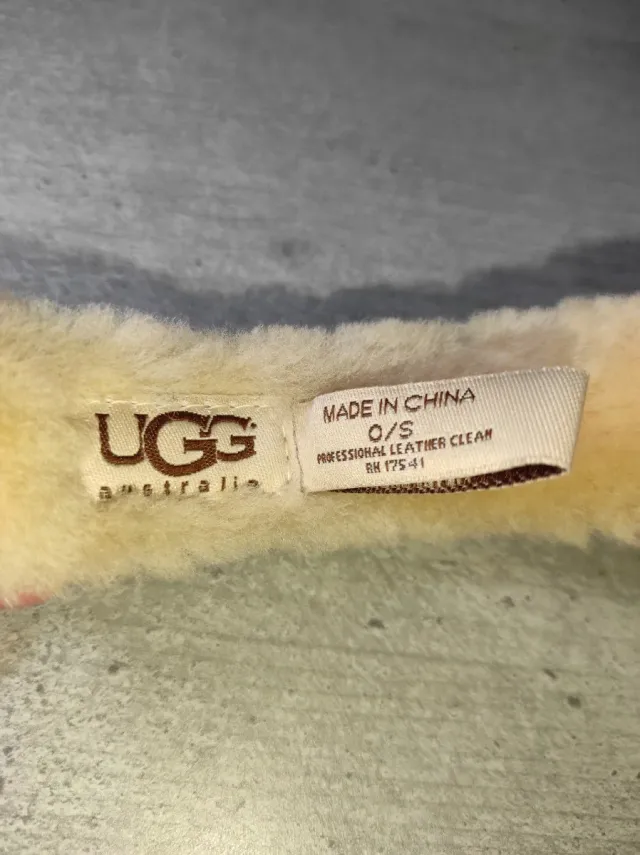 UGG
australia
MADE IN CHINA
O/S
PROFESSIONAL LEATHER CLEAN
RN 17541